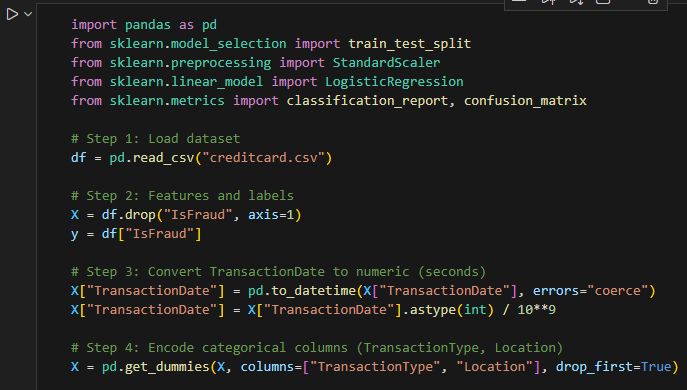 import pandas as pd
from sklearn.model_selection import train_test_split
from sklearn.preprocessing import StandardScaler
from sklearn.linear_model import LogisticRegression
from sklearn.metrics import classification_report, confusion_matrix

# Step 1: Load dataset
df = pd.read_csv("creditcard.csv")

# Step 2: Features and labels
X = df.drop("IsFraud", axis=1)
y = df["IsFraud"]

# Step 3: Convert TransactionDate to numeric (seconds)
X["TransactionDate"] = pd.to_datetime(X["TransactionDate"], errors="coerce")
X["TransactionDate"] = X["TransactionDate"].astype(int) / 10**9

# Step 4: Encode categorical columns (TransactionType, Location)
X = pd.get_dummies(X, columns=["TransactionType", "Location"], drop_first=True)